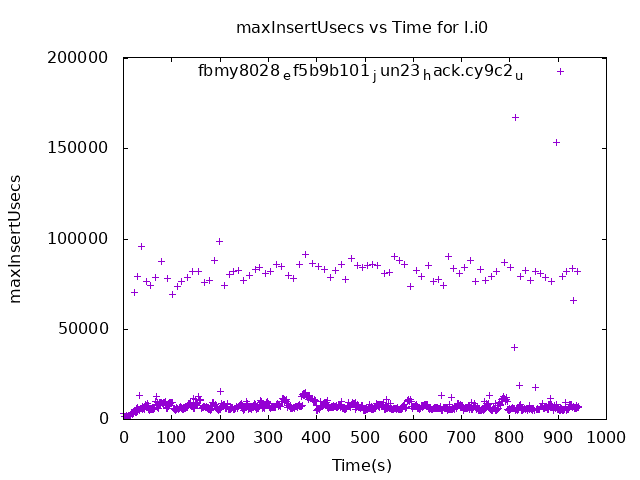 maxInsertUsecs vs Time for I.i0
fbmy8028ef5b9b101jun23hack.cy9c2u
200000
150000
100000
50000
0
maxInsertUsecs
0 100 200 300 400 500 600 700 800 900 1000
Time(s)